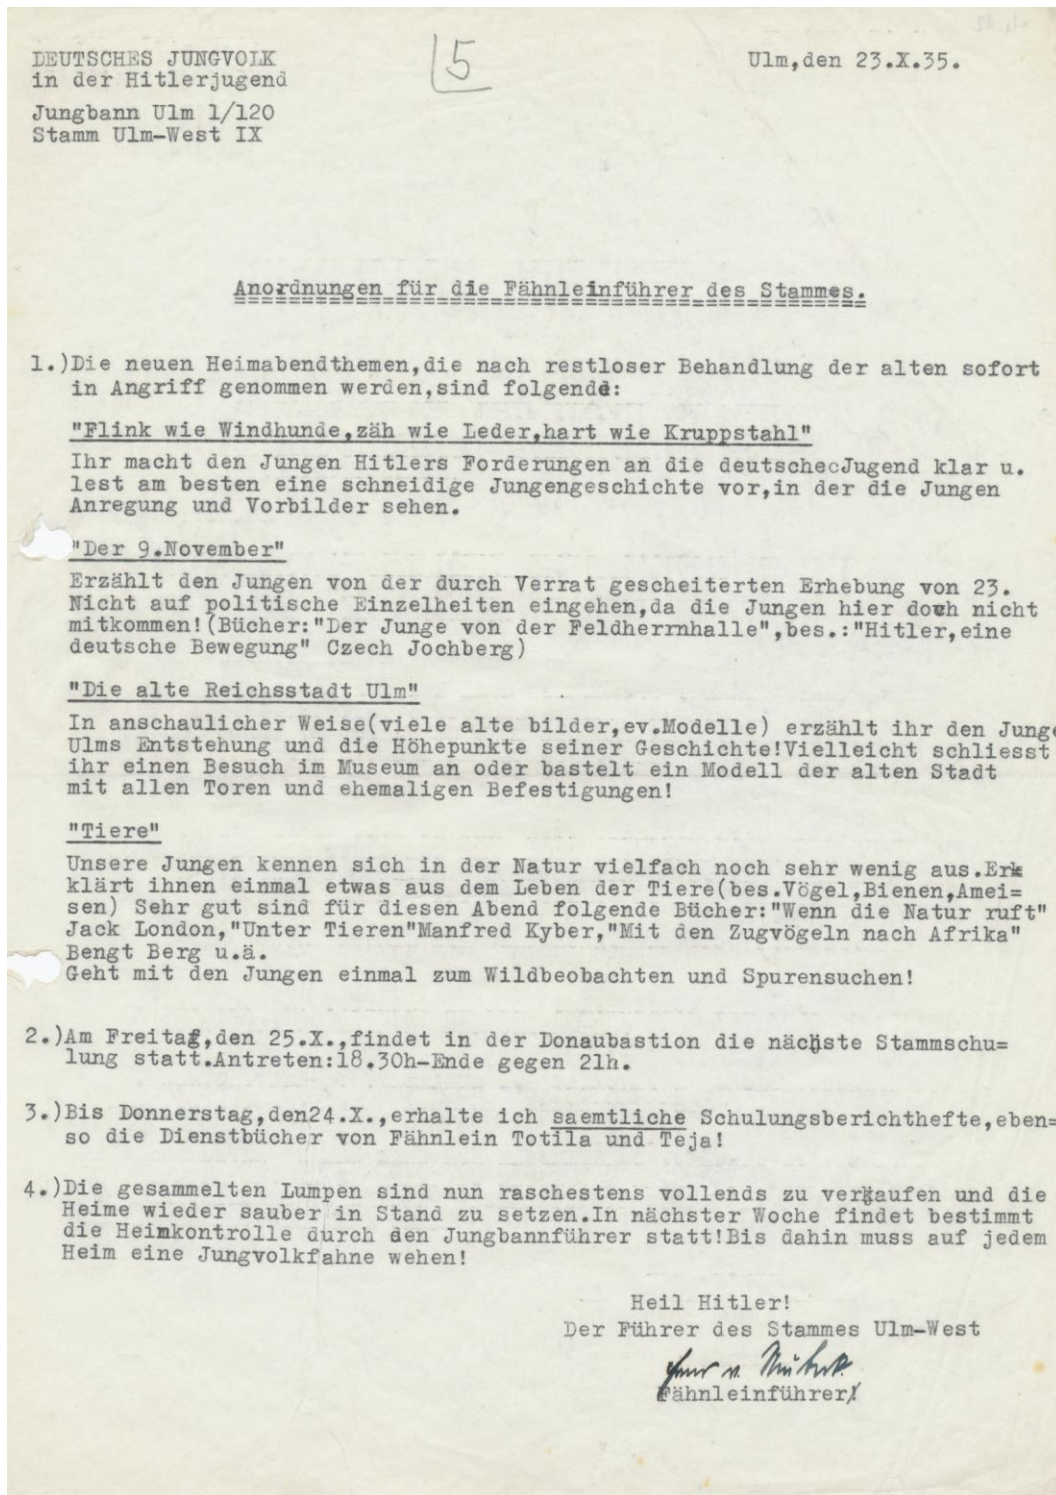 DEUTSCHES JUNGVOLK
in der Hitlerjugend
Jungbann Ulm 1/120
Stamm Ulm-West IX
5
Ulm,den 23.X.35.
Anordnungen für die Fähnleinführer des Stammes.
1.)Die neuen Heimabendthemen,die nach restloser Behandlung der alten sofort
in Angriff genommen werden,sind folgende:
"Flink wie Windhunde,zäh wie Leder,hart wie Kruppstahl"
Ihr macht den Jungen Hitlers Forderungen an die deutschecJugend klar u.
lest am besten eine schneidige Jungengeschichte vor,in der die Jungen
Anregung und Vorbilder sehen.
"Der 9.November"
Erzählt den Jungen von der durch Verrat gescheiterten Erhebung von 23.
Nicht auf politische Einzelheiten eingehen,da die Jungen hier doch nicht
mitkommen!(Bücher:"Der Junge von der Feldherrnhalle",bes.:"Hitler,eine
deutsche Bewegung" Czech Jochberg)
"Die alte Reichsstadt Ulm"
In anschaulicher Weise(viele alte bilder,ev.Modelle) erzählt ihr den Junge
Ulms Entstehung und die Höhepunkte seiner Geschichte!Vielleicht schliesst
ihr einen Besuch im Museum an oder bastelt ein Modell der alten Stadt
mit allen Toren und ehemaligen Befestigungen!
"Tiere"
Unsere Jungen kennen sich in der Natur vielfach noch sehr wenig aus.Erk
klärt ihnen einmal etwas aus dem Leben der Tiere(bes.Vögel,Bienen,Amei=
sen) Sehr gut sind für diesen Abend folgende Bücher:"Wenn die Natur ruft"
Jack London,"Unter Tieren"Manfred Kyber,"Mit den Zugvögeln nach Afrika"
Bengt Berg u.ä.
Geht mit den Jungen einmal zum Wildbeobachten und Spurensuchen!
2.)Am Freitag,den 25.X.,findet in der Donaubastion die nächste Stammschu=
lung statt.Antreten:18.30h-Ende gegen 21h.
3.)Bis Donnerstag,den24.X.,erhalte ich saemtliche Schulungsberichthefte,eben=
so die Dienstbücher von Fähnlein Totila und Teja!
4.)Die gesammelten Lumpen sind nun raschestens vollends zu verkaufen und die
Heime wieder sauber in Stand zu setzen.In nächster Woche findet bestimmt
die Heimkontrolle durch den Jungbannführer statt!Bis dahin muss auf jedem
Heim eine Jungvolkfahne wehen!
Heil Hitler!
Der Führer des Stammes Ulm-West
Fähnleinführer